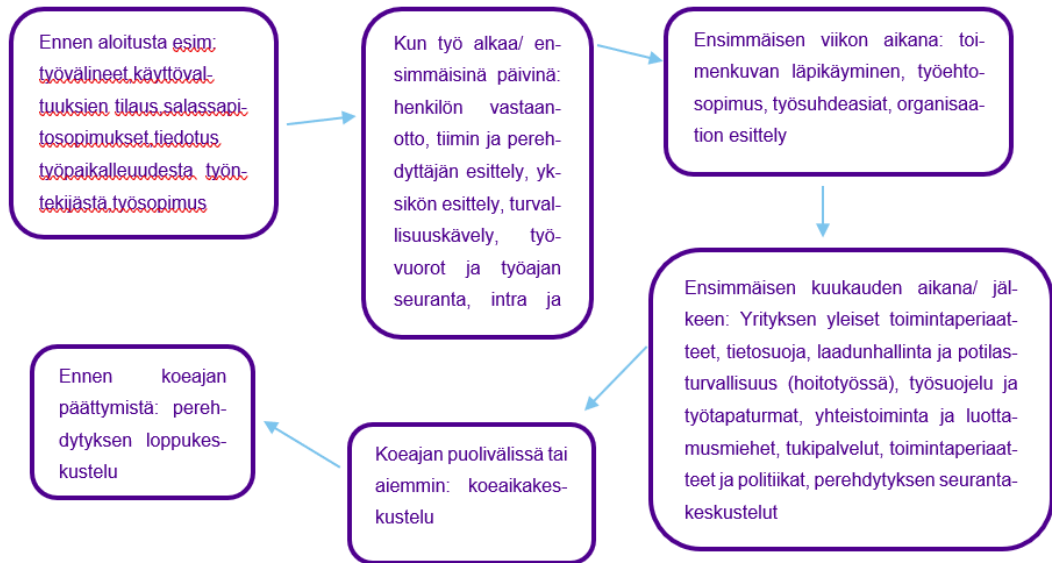 Ennen aloitusta esim:
työvälineet,käyttöval-
tuuksien tilaus,salassapi-
tosopimukset,tiedotus
työpaikalleuudesta työn-
tekijästä,työsopimus
Kun työ alkaa/ en-
simmäisinä päivinä:
henkilön vastaan-
otto, tiimin ja pereh-
dyttäjän esittely, yk-
sikön esittely, turval-
lisuuskävely, työ-
vuorot ja työajan
seuranta, intra ja
Ensimmäisen viikon aikana: toi-
menkuvan läpikäyminen, työehto-
sopimus, työsuhdeasiat, organisaa-
tion esittely
Ensimmäisen kuukauden aikana/ jäl-
keen: Yrityksen yleiset toimintaperiaat-
teet, tietosuoja, laadunhallinta ja potilas-
turvallisuus (hoitotyössä), työsuojelu ja
työtapaturmat, yhteistoiminta ja luotta-
musmiehet, tukipalvelut, toimintaperiaat-
teet ja politiikat, perehdytyksen seuranta-
keskustelut
Koeajan puolivälissä tai
aiemmin: koeaikakes-
kustelu
Ennen koeajan
päättymistä: pereh-
dytyksen loppukes-
kustelu